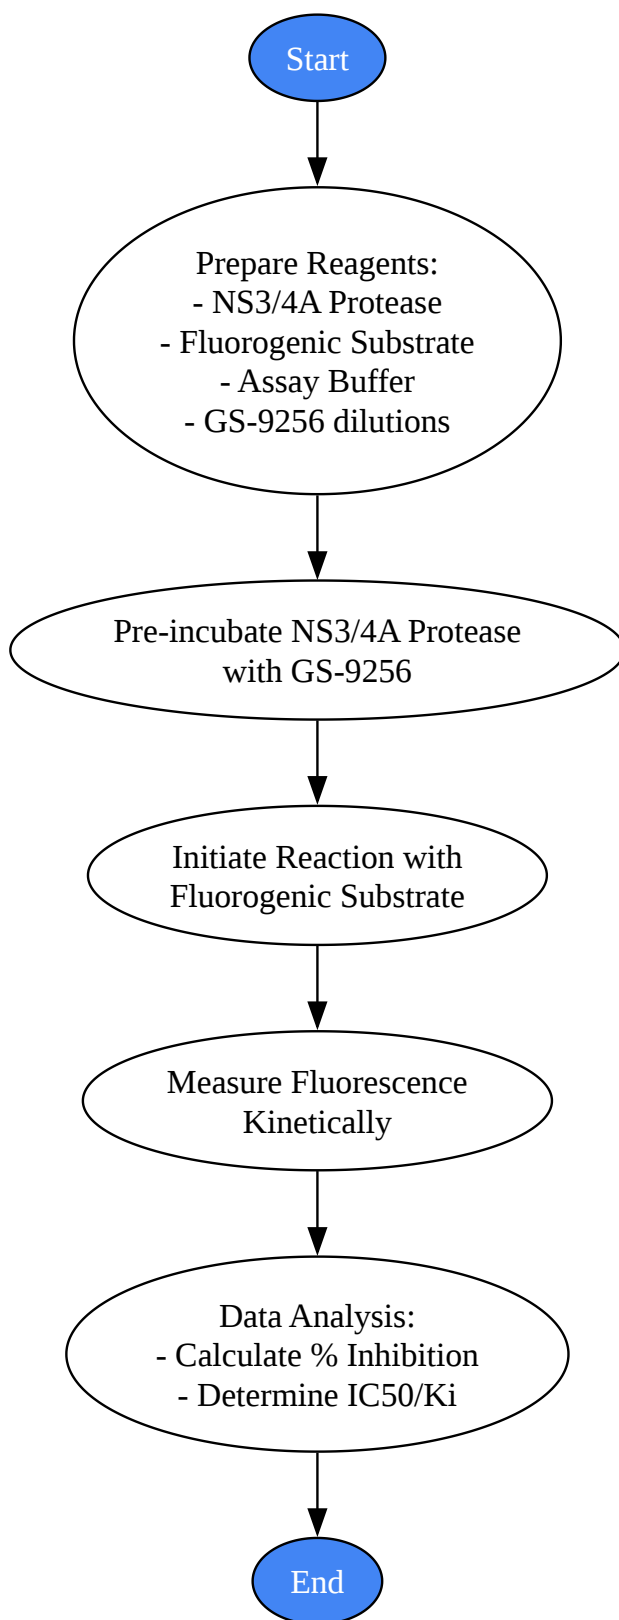 Start
Prepare Reagents:
- NS3/4A Protease
- Fluorogenic Substrate
- Assay Buffer
- GS-9256 dilutions
Pre-incubate NS3/4A Protease
with GS-9256
Initiate Reaction with
Fluorogenic Substrate
Measure Fluorescence
Kinetically
Data Analysis:
- Calculate % Inhibition
- Determine IC50/Ki
End